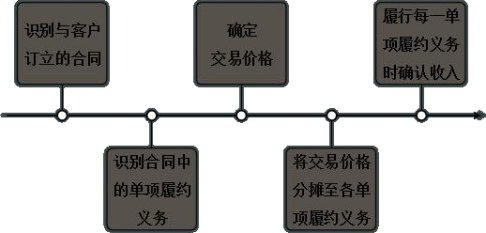 识别与客户
订立的合同
识别合同中
的单项履约
义务
确定
交易价格
将交易价格
分摊至各单
项履约义务
履行每一单
项履约义务
时确认收入